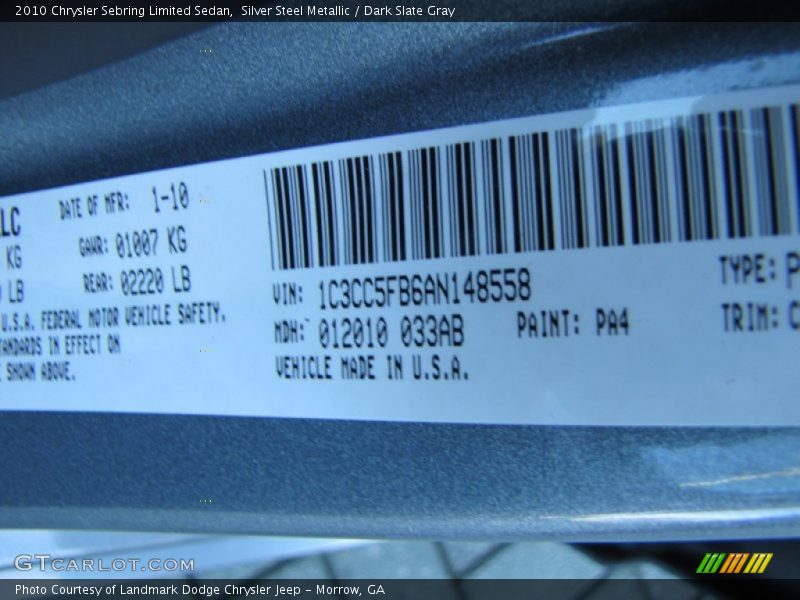 2010 Chrysler Sebring Limited Sedan, Silver Steel Metallic / Dark Slate Gray
LC
DATE OF MFR: 1-10
KG GAWR: 01007 KG
LB REAR: 02220 LB
U.S.A. FEDERAL MOTOR VEHICLE SAFETY.
TANDARDS IN EFFECT ON
SHOWN ABOVE.
VIN: 1C3CC5FB6AN148558
TYPE: P
MDH: 012010 033AB PAINT: PA4
TRIM: C
VEHICLE MADE IN U.S.A.
GTCARLOT.COM
Photo Courtesy of Landmark Dodge Chrysler Jeep - Morrow, GA